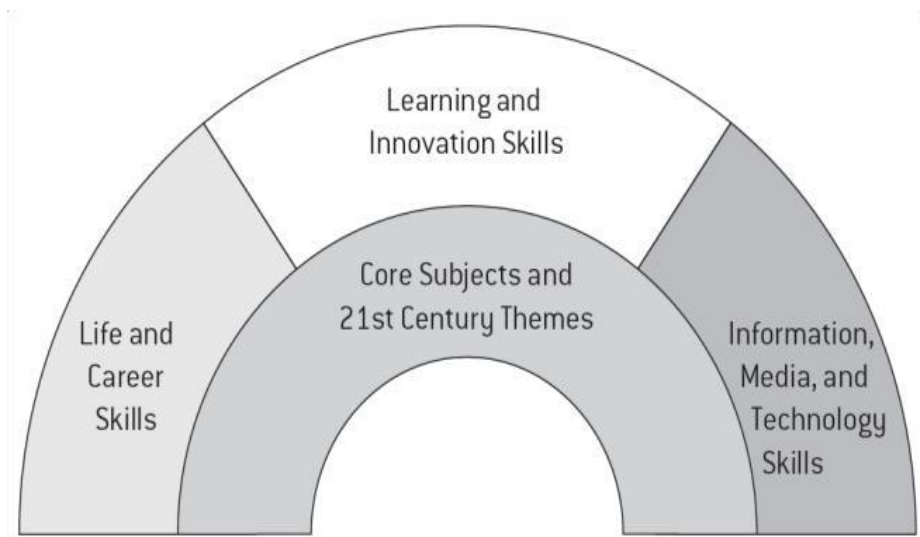 Learning and
Innovation Skills
Core Subjects and
21st Century Themes
Life and
Career
Skills
Information,
Media, and
Technology
Skills